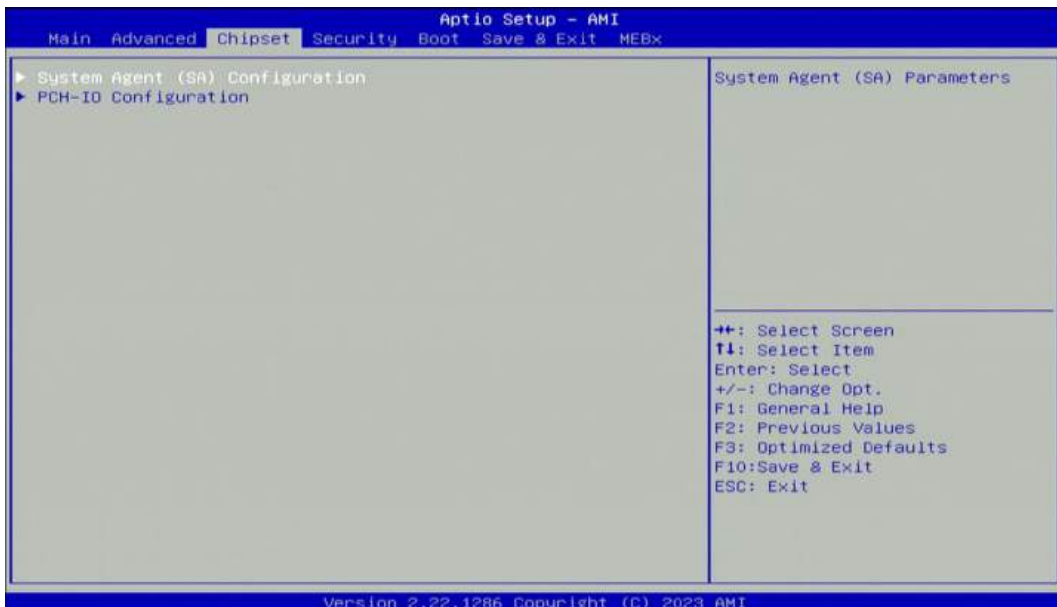 Aptio Setup – AMI
Main Advanced Chipset Security Boot Save & Exit MEBx
▶ System Agent (SA) Configuration
▶ PCH-IO Configuration
System Agent (SA) Parameters
→←: Select Screen
↑↓: Select Item
Enter: Select
+/-: Change Opt.
F1: General Help
F2: Previous Values
F3: Optimized Defaults
F10:Save & Exit
ESC: Exit
Version 2.22.1286 Copyright (C) 2023 AMI